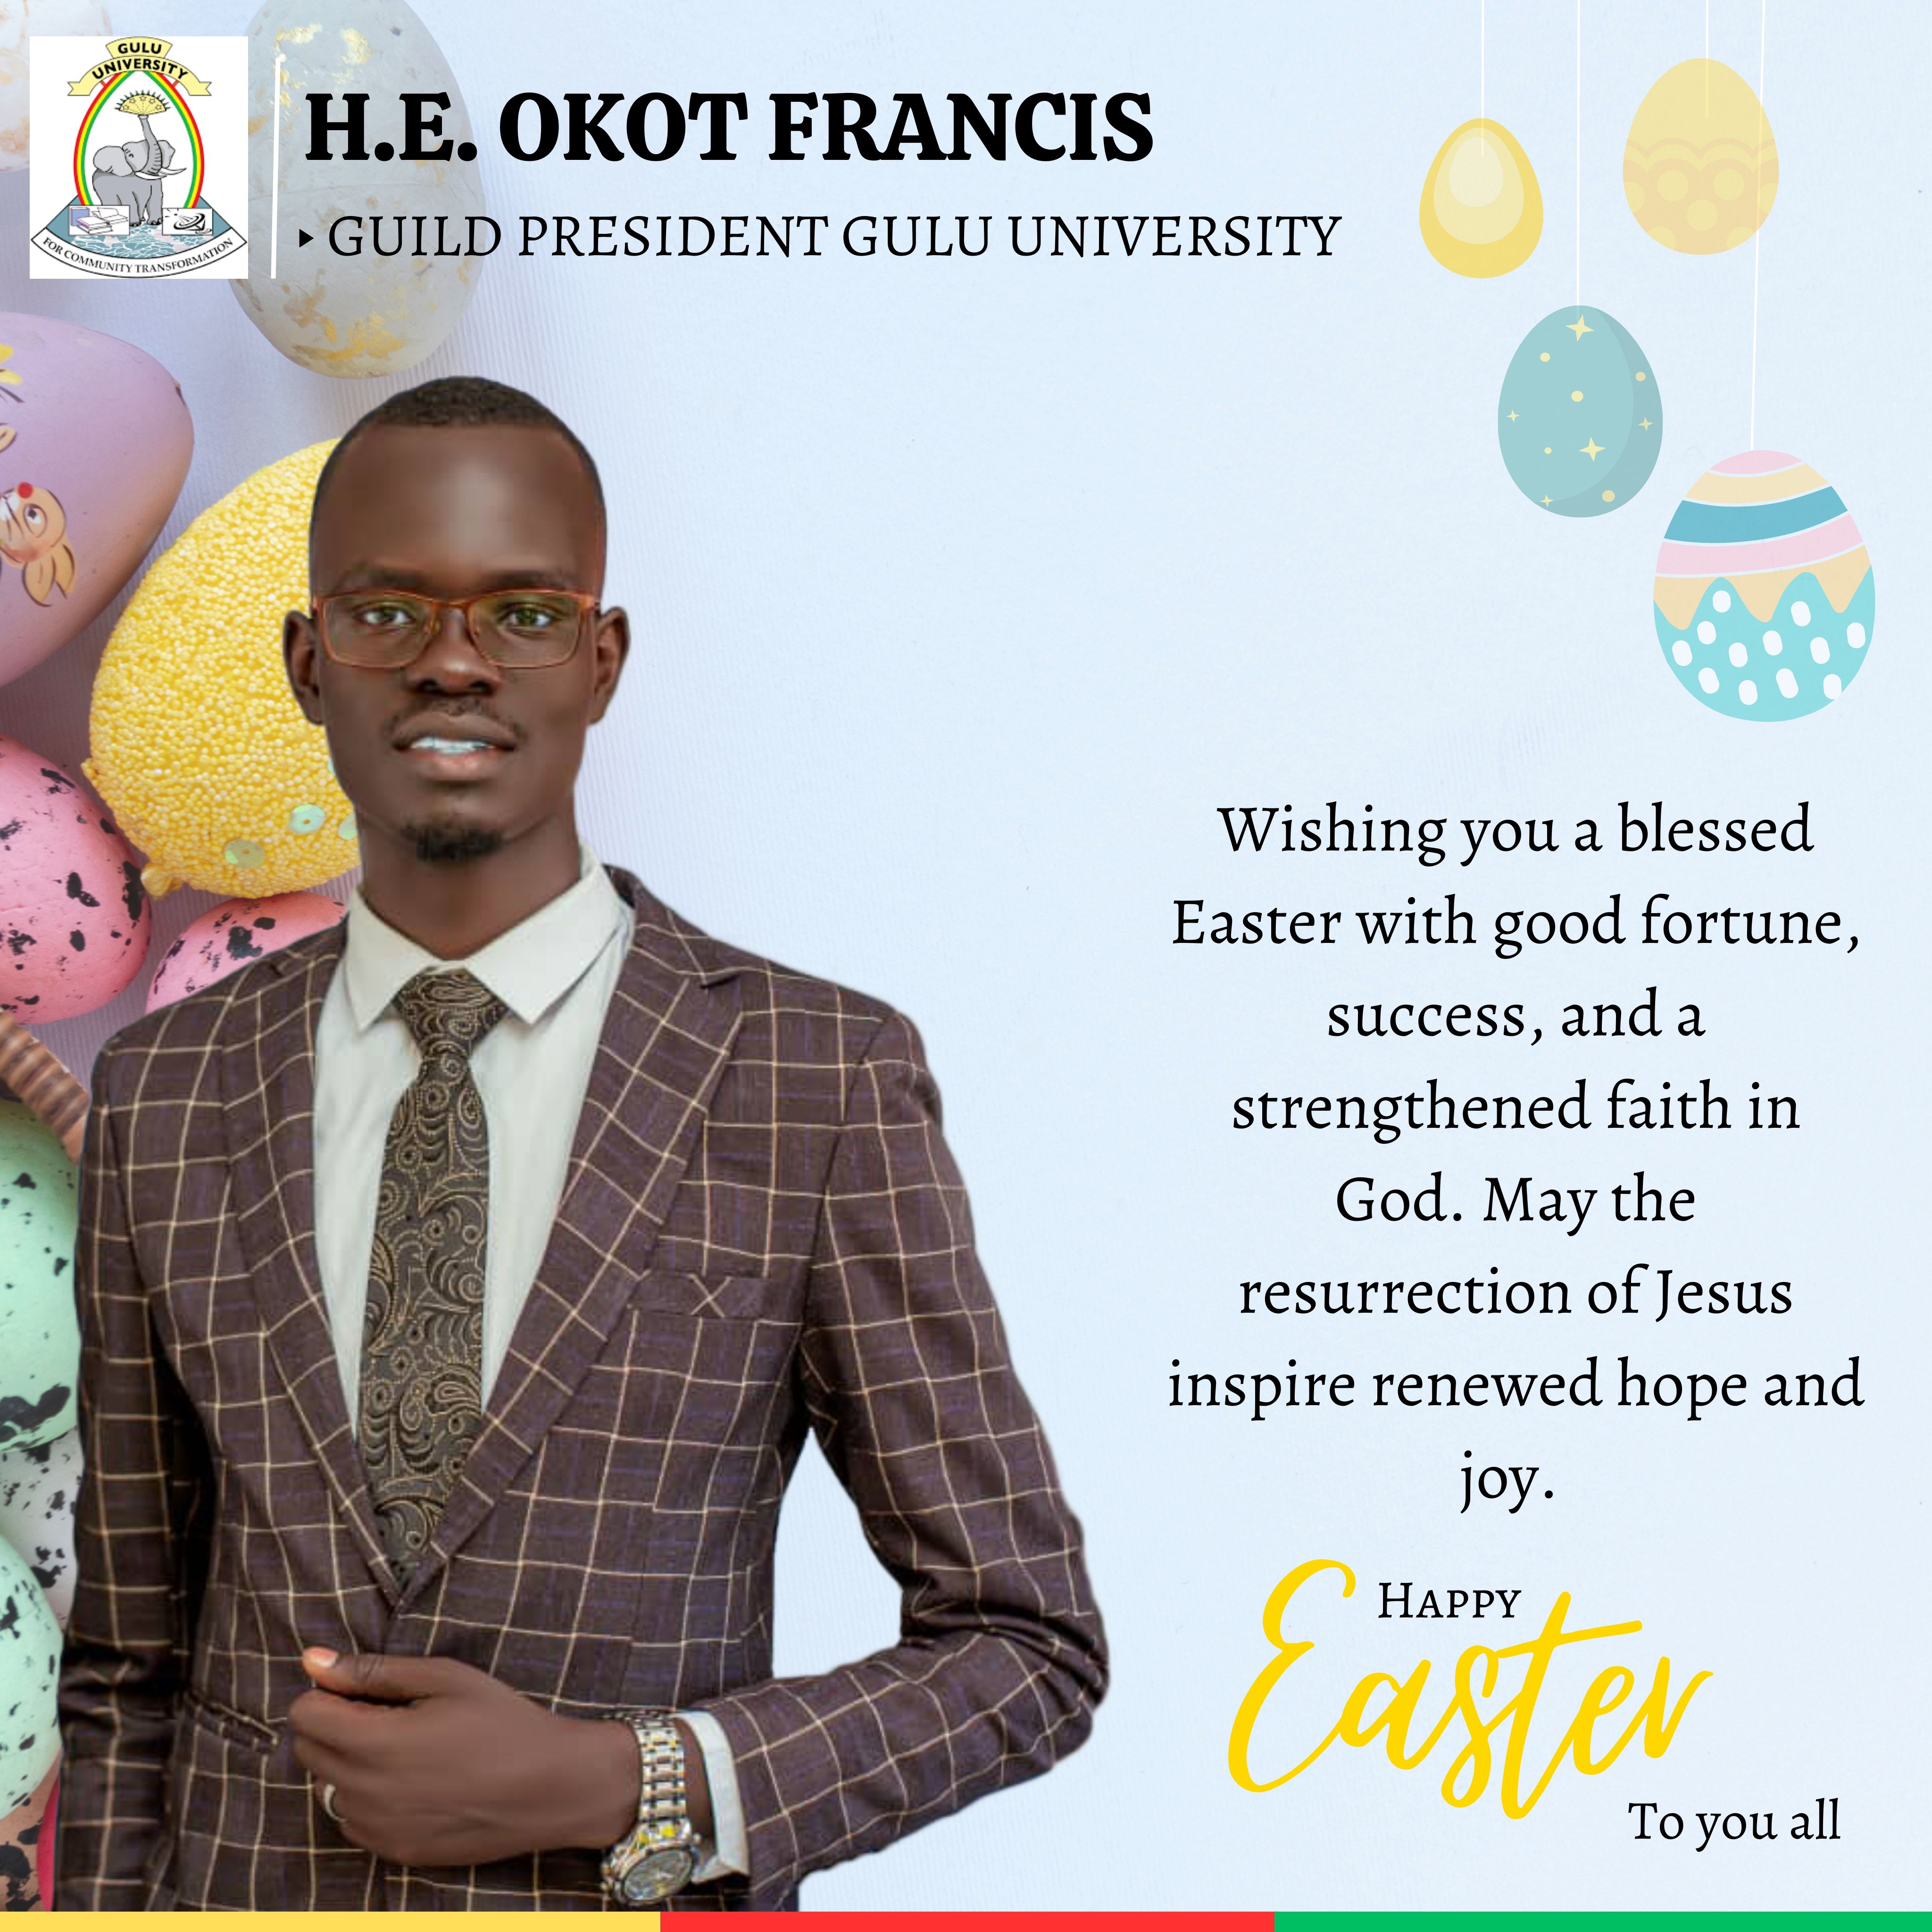 GULU
UNIVERSITY
FOR COMMUNITY TRANSFORMATION
H.E. OKOT FRANCIS
GUILD PRESIDENT GULU UNIVERSITY
Wishing you a blessed
Easter with good fortune,
success, and a
strengthened faith in
God. May the
resurrection of Jesus
inspire renewed hope and
joy.
HAPPY
Easter
To you all